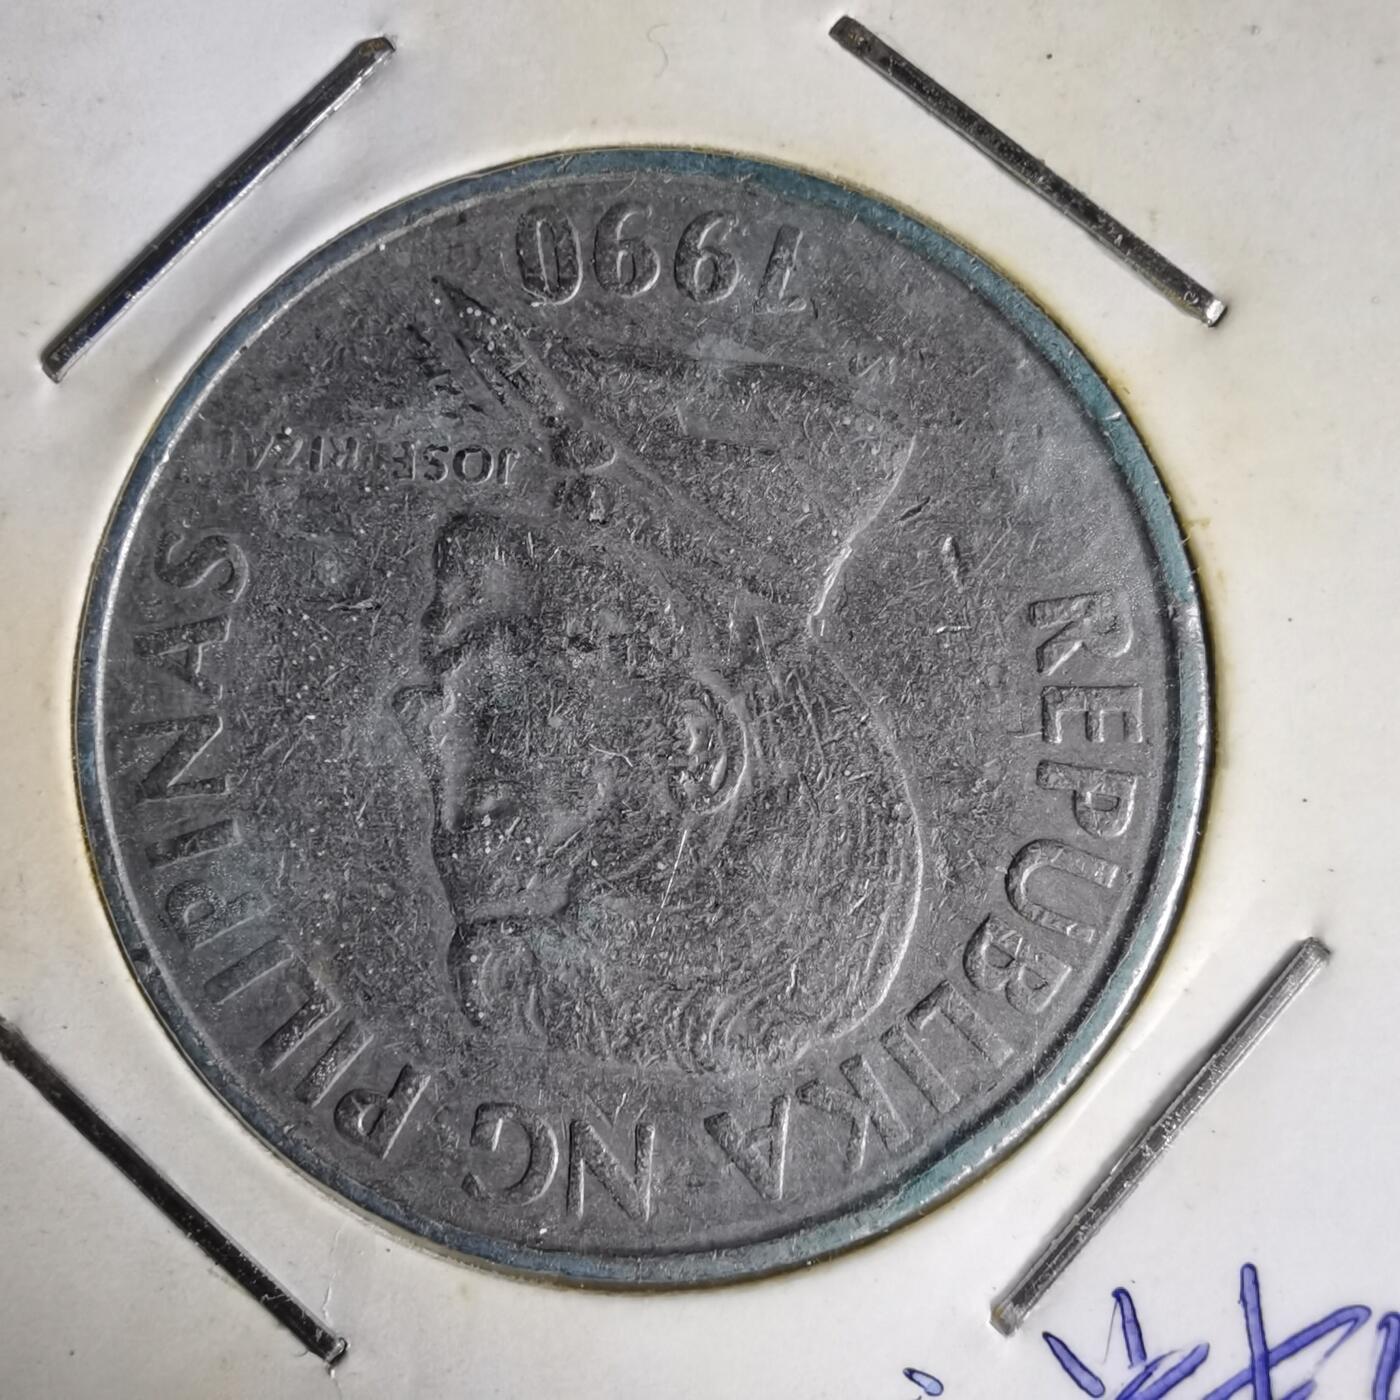 REPUBLIKA NG PILIPINAS
JOSE RIZAL
1990